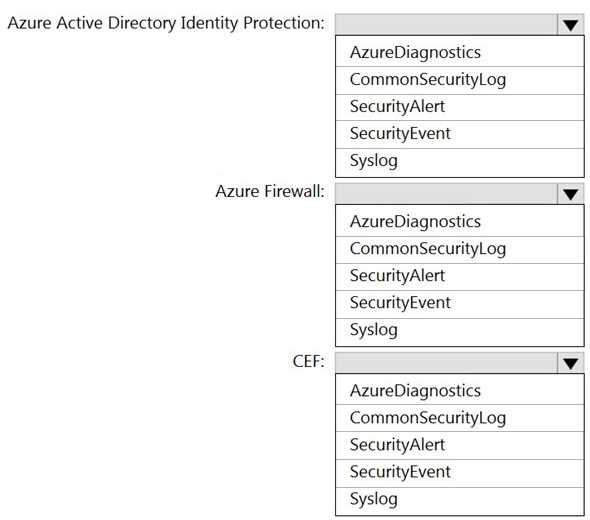 Azure Active Directory Identity Protection:
AzureDiagnostics
CommonSecurityLog
SecurityAlert
SecurityEvent
Syslog
Azure Firewall:
AzureDiagnostics
CommonSecurityLog
SecurityAlert
SecurityEvent
Syslog
CEF:
AzureDiagnostics
CommonSecurityLog
SecurityAlert
SecurityEvent
Syslog